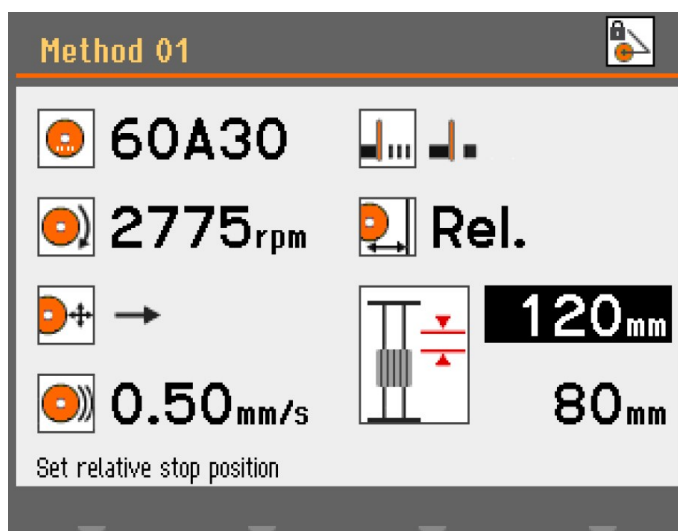 Method 01
60A30
2775rpm
Rel.
120mm
0.50mm/s
80mm
Set relative stop position